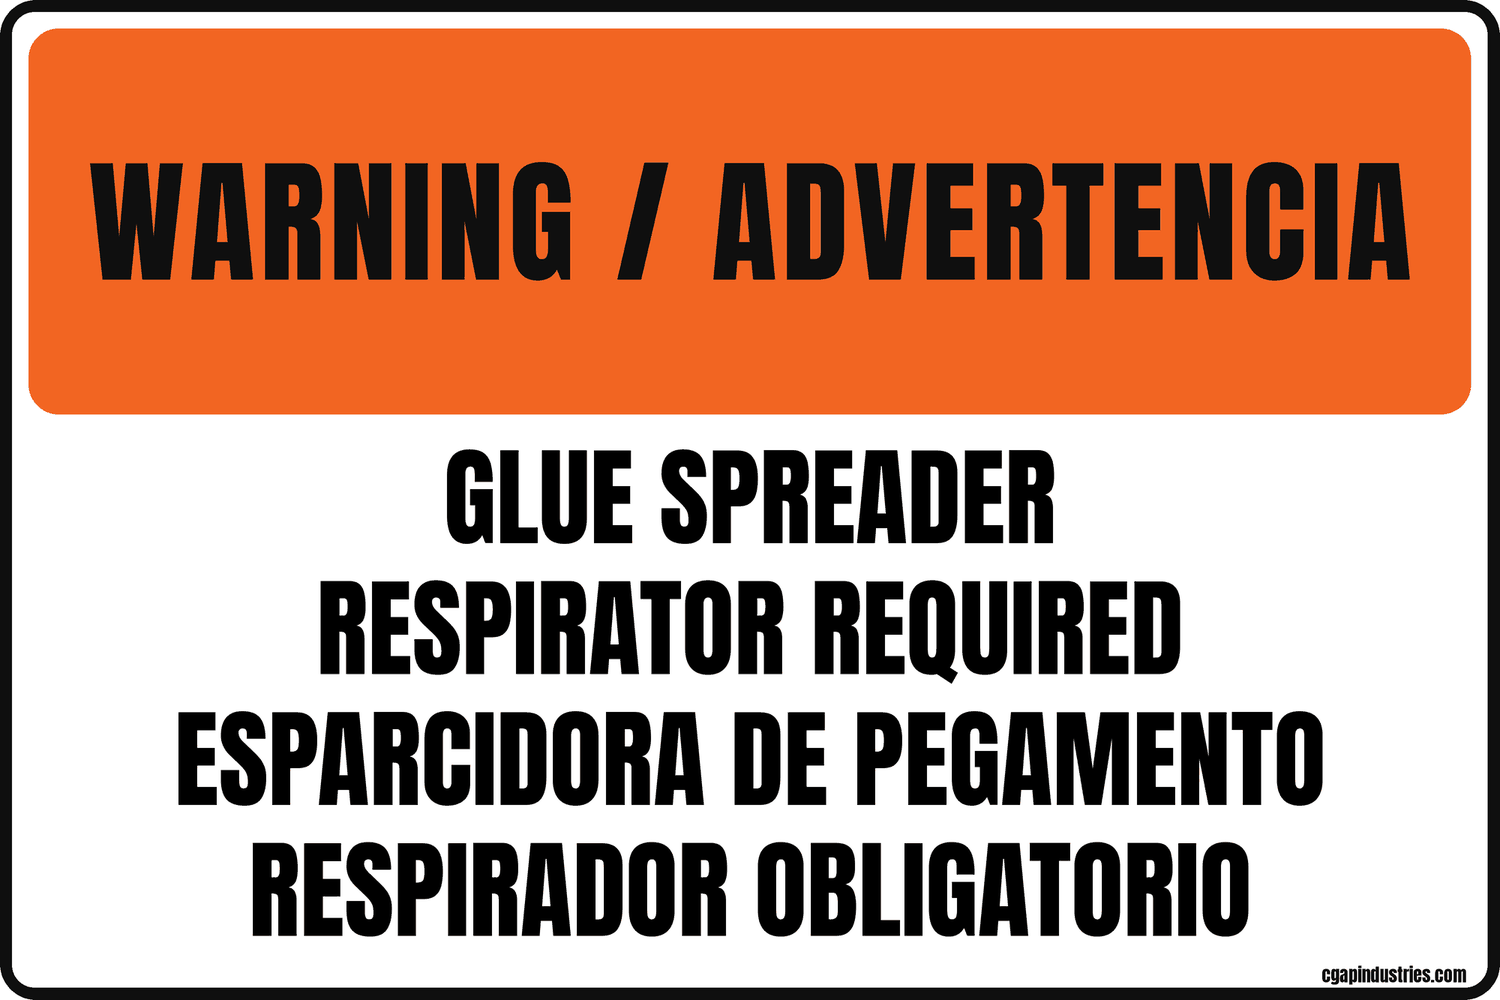 WARNING / ADVERTENCIA
GLUE SPREADER
RESPIRATOR REQUIRED
ESPARCIDORA DE PEGAMENTO
RESPIRADOR OBLIGATORIO
cgapindustries.com